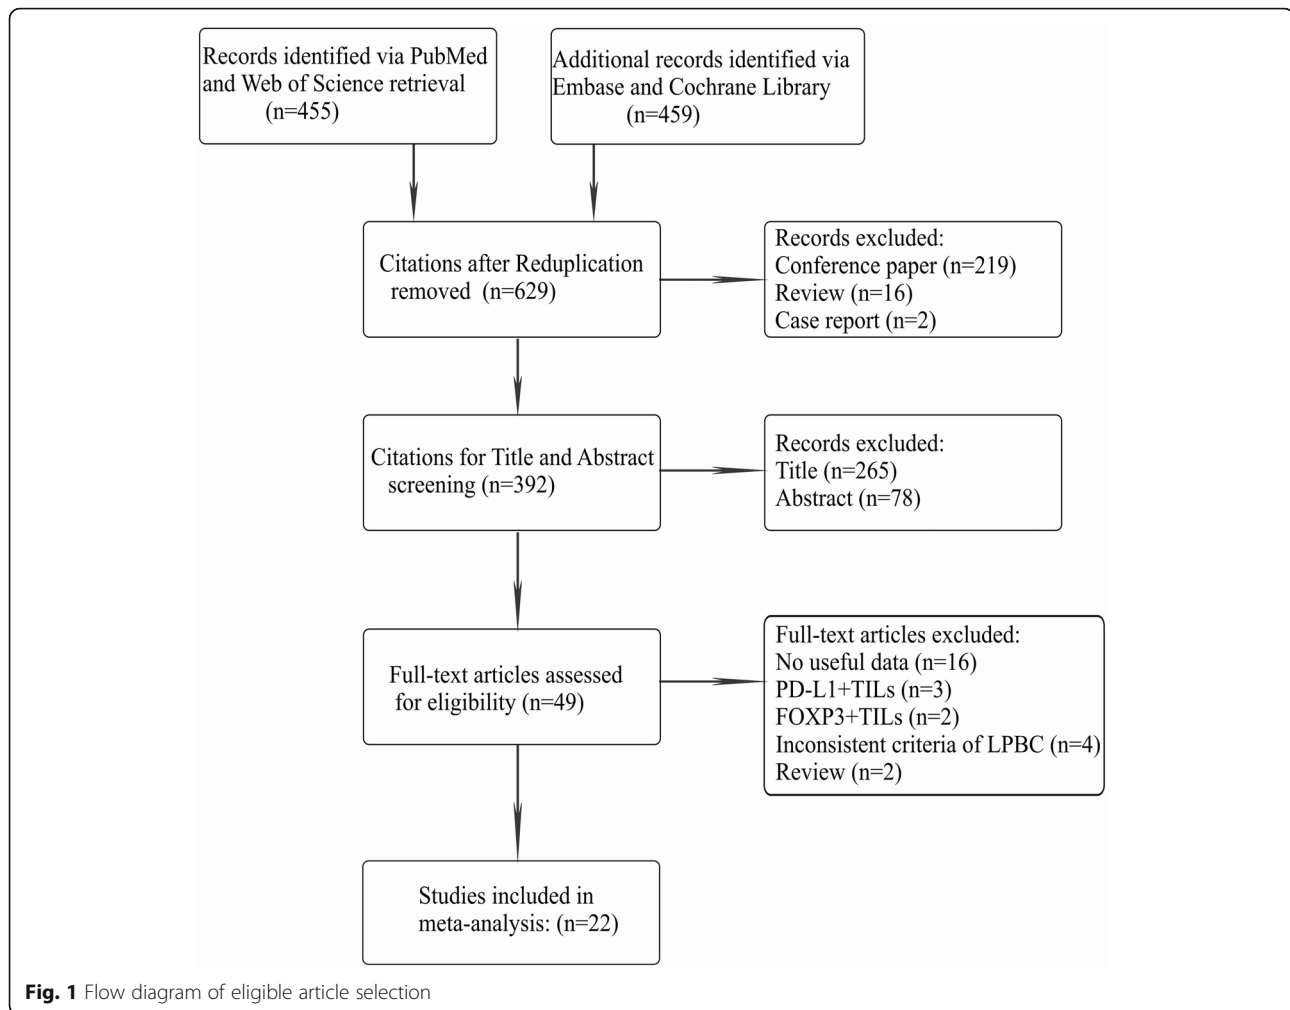 Records identified via PubMed
and Web of Science retrieval
(n=455)
Additional records identified via
Embase and Cochrane Library
(n=459)
Citations after Reduplication
removed (n=629)
Records excluded:
Conference paper (n=219)
Review (n=16)
Case report (n=2)
Citations for Title and Abstract
screening (n=392)
Records excluded:
Title (n=265)
Abstract (n=78)
Full-text articles assessed
for eligibility (n=49)
Full-text articles excluded:
No useful data (n=16)
PD-L1+TILs (n=3)
FOXP3+TILs (n=2)
Inconsistent criteria of LPBC (n=4)
Review (n=2)
Studies included in
meta-analysis: (n=22)
Fig. 1 Flow diagram of eligible article selection